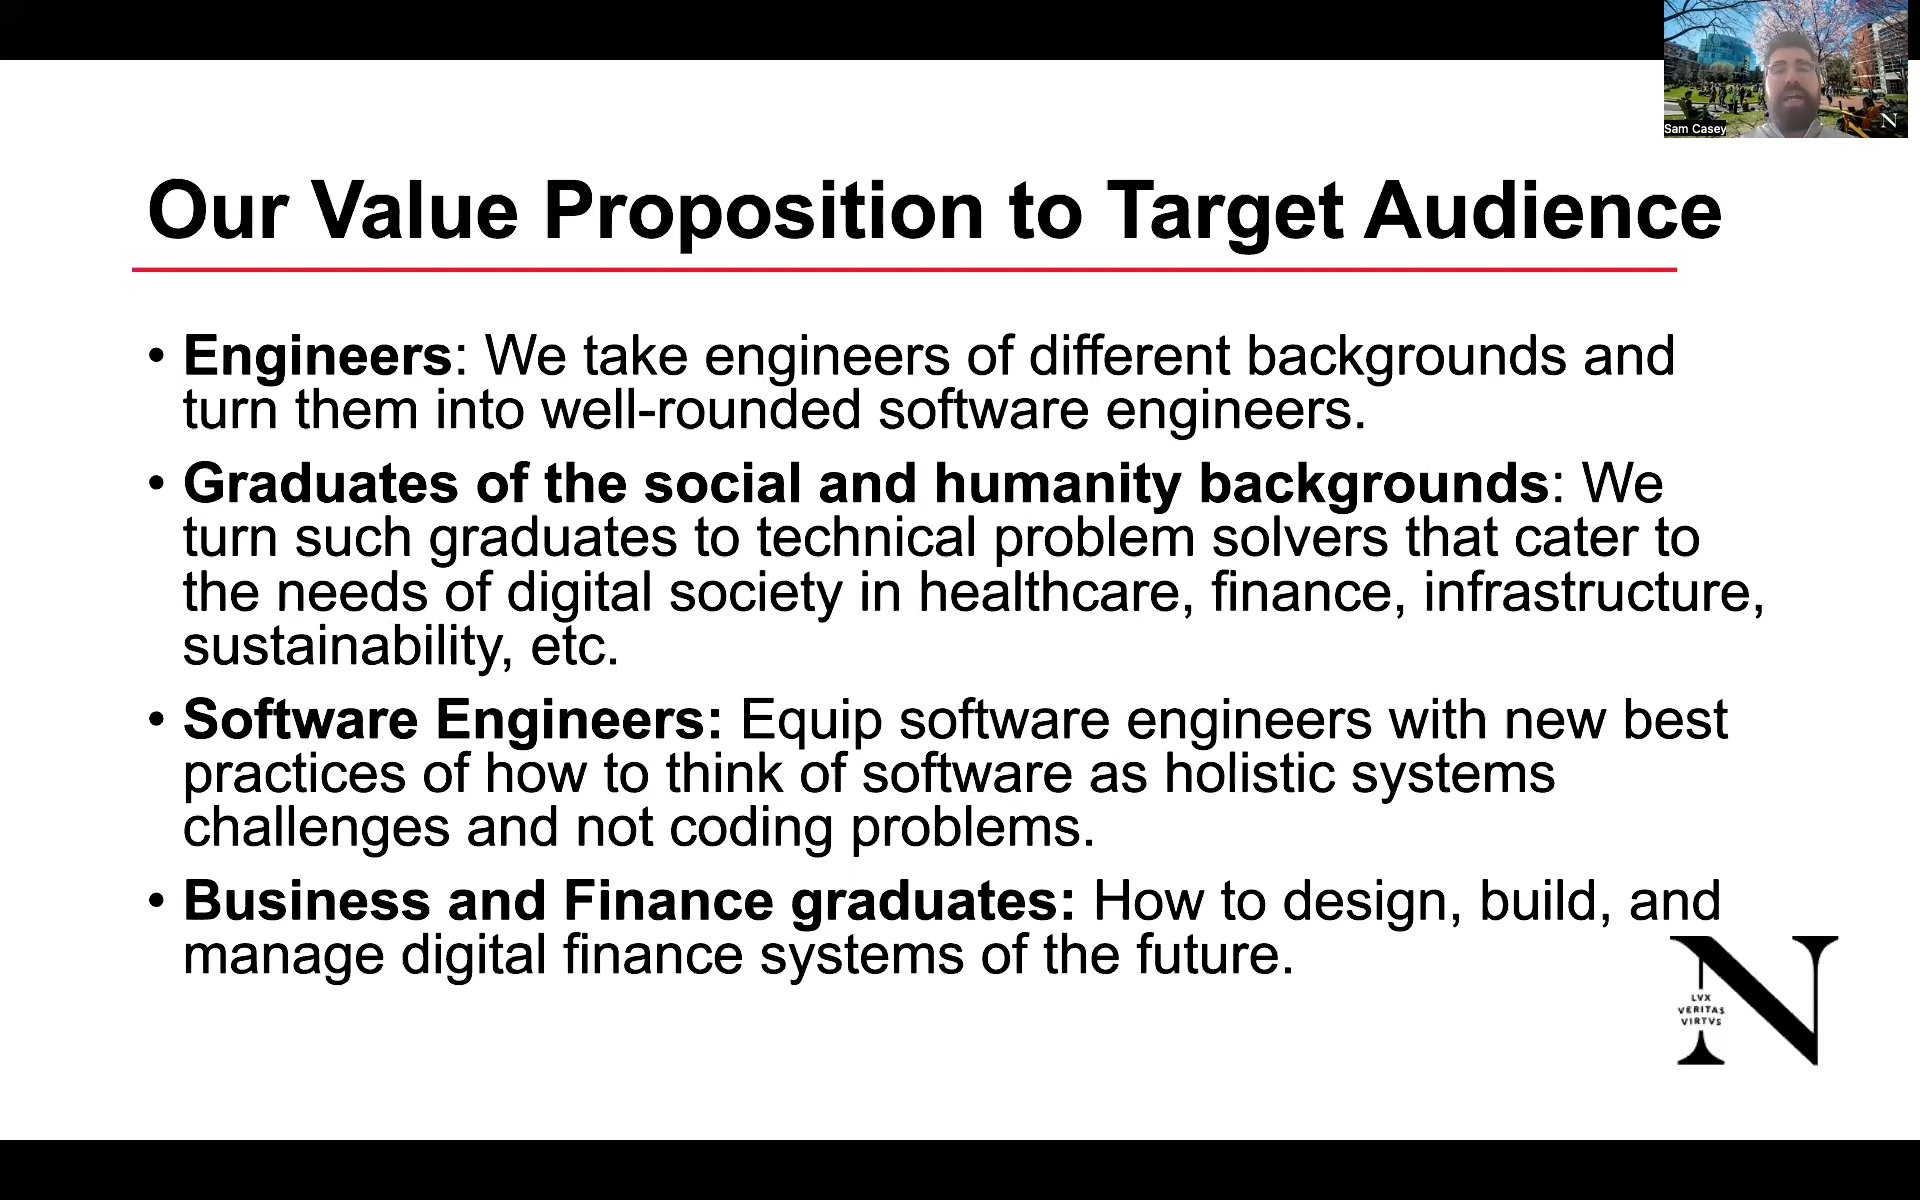 Sam Casey
N
Our Value Proposition to Target Audience
• Engineers: We take engineers of different backgrounds and
turn them into well-rounded software engineers.
• Graduates of the social and humanity backgrounds: We
turn such graduates to technical problem solvers that cater to
the needs of digital society in healthcare, finance, infrastructure,
sustainability, etc.
• Software Engineers: Equip software engineers with new best
practices of how to think of software as holistic systems
challenges and not coding problems.
• Business and Finance graduates: How to design, build, and
manage digital finance systems of the future.
N
LVX
VERITAS
VIRTVS